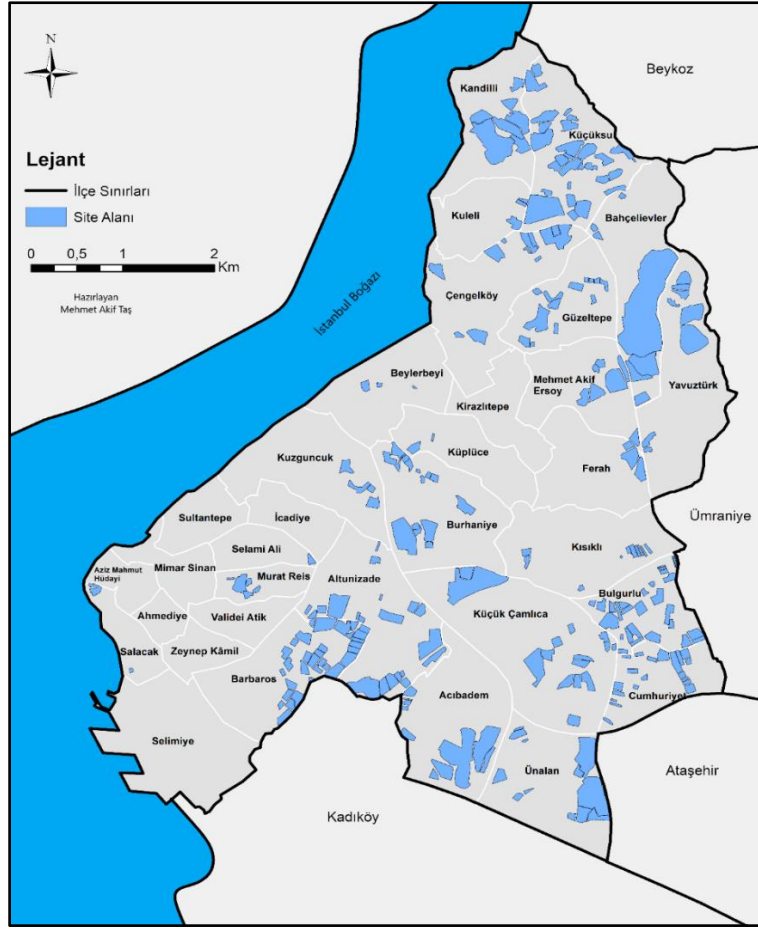 N
Lejant
İlçe Sınırları
Site Alanı
0 0,5 1 2
Km
Hazırlayan
Mehmet Akif Taş
İstanbul Boğazı
Beykoz
Kandilli
Küçüksu
Kuleli
Bahçelievler
Çengelköy
Güzeltepe
Beylerbeyi
Mehmet Akif
Ersoy
Yavuztürk
Kirazlıtepe
Kuzguncuk
Küplüce
Ferah
Ümraniye
Sultantepe
İcadiye
Burhaniye
Selami Ali
Kısıklı
Aziz Mahmut
Hüdayi
Mimar Sinan
Murat Reis
Altunizade
Bulgurlu
Ahmediye
Validei Atik
Küçük Çamlıca
Salacak
Zeynep Kâmil
Barbaros
Acıbadem
Cumhuriyet
Selimiye
Ünalan
Ataşehir
Kadıköy